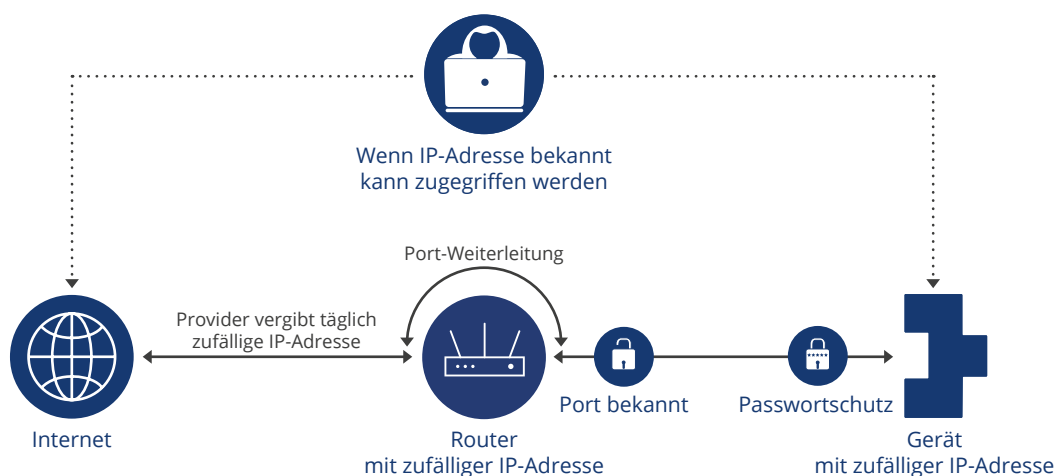 Wenn IP-Adresse bekannt
kann zugegriffen werden
Port-Weiterleitung
Provider vergibt täglich
zufällige IP-Adresse
*****
Port bekannt
Passwortschutz
Internet
Router
mit zufälliger IP-Adresse
Gerät
mit zufälliger IP-Adresse